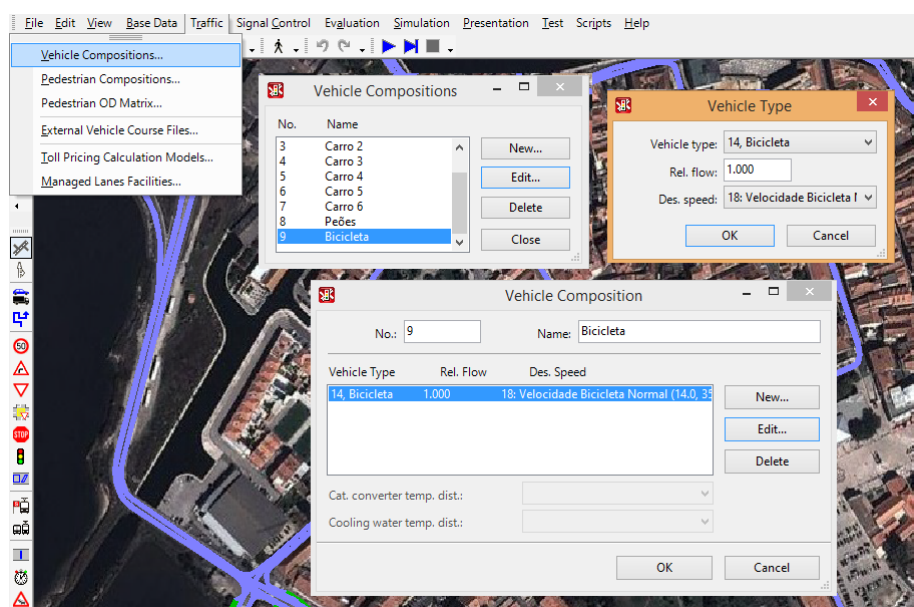 File Edit View Base Data Traffic Signal Control Evaluation Simulation Presentation Test Scripts Help
Vehicle Compositions...
Pedestrian Compositions...
Pedestrian OD Matrix...
External Vehicle Course Files...
Toll Pricing Calculation Models...
Managed Lanes Facilities...
Vehicle Compositions
No. Name
3 Carro 2
4 Carro 3
5 Carro 4
6 Carro 5
7 Carro 6
8 Peões
9 Bicicleta
New...
Edit...
Delete
Close
Vehicle Type
Vehicle type: 14, Bicicleta
Rel. flow: 1.000
Des. speed: 18: Velocidade Bicicleta
OK Cancel
50
STOP
Vehicle Composition
No.: 9 Name: Bicicleta
Vehicle Type Rel. Flow Des. Speed
14, Bicicleta 1.000 18: Velocidade Bicicleta Normal (14.0, 35
New...
Edit...
Delete
Cat. converter temp. dist.:
Cooling water temp. dist.:
OK Cancel